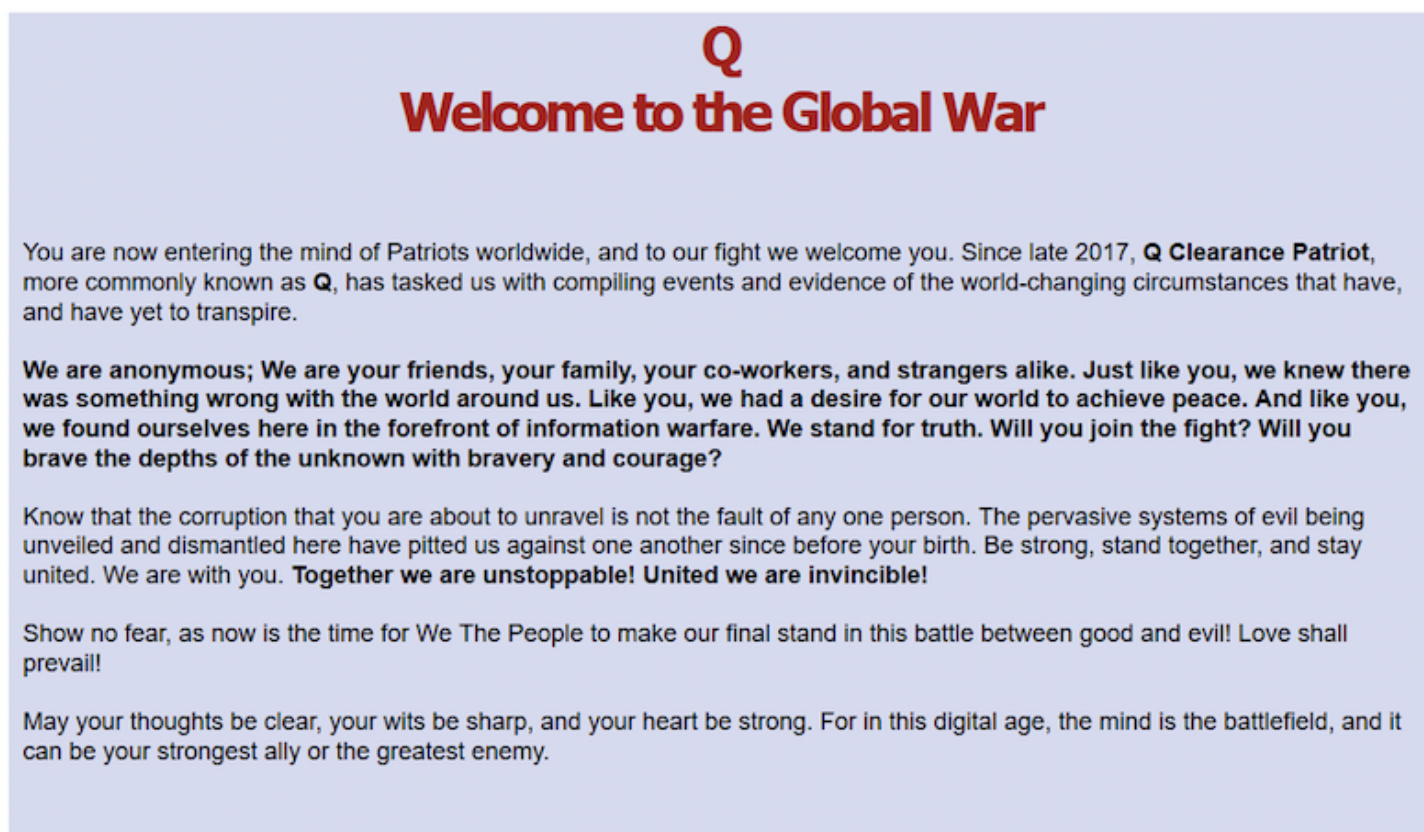 Q
Welcome to the Global War
You are now entering the mind of Patriots worldwide, and to our fight we welcome you. Since late 2017, Q Clearance Patriot,
more commonly known as Q, has tasked us with compiling events and evidence of the world-changing circumstances that have,
and have yet to transpire.
We are anonymous; We are your friends, your family, your co-workers, and strangers alike. Just like you, we knew there
was something wrong with the world around us. Like you, we had a desire for our world to achieve peace. And like you,
we found ourselves here in the forefront of information warfare. We stand for truth. Will you join the fight? Will you
brave the depths of the unknown with bravery and courage?
Know that the corruption that you are about to unravel is not the fault of any one person. The pervasive systems of evil being
unveiled and dismantled here have pitted us against one another since before your birth. Be strong, stand together, and stay
united. We are with you. Together we are unstoppable! United we are invincible!
Show no fear, as now is the time for We The People to make our final stand in this battle between good and evil! Love shall
prevail!
May your thoughts be clear, your wits be sharp, and your heart be strong. For in this digital age, the mind is the battlefield, and it
can be your strongest ally or the greatest enemy.